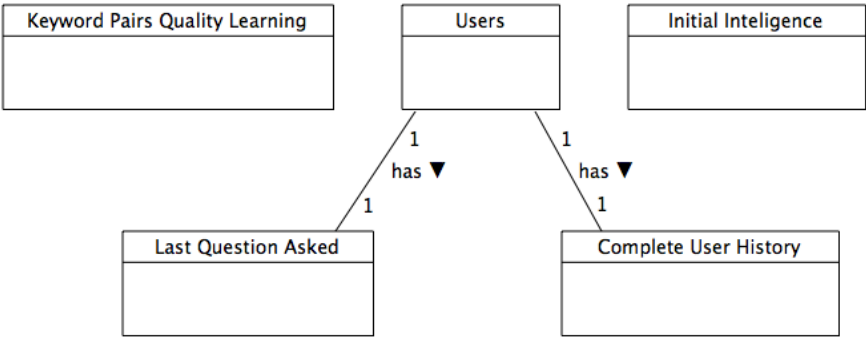 Keyword Pairs Quality Learning
Users
Initial Inteligence
1
1
has ▼
has ▼
1
1
Last Question Asked
Complete User History